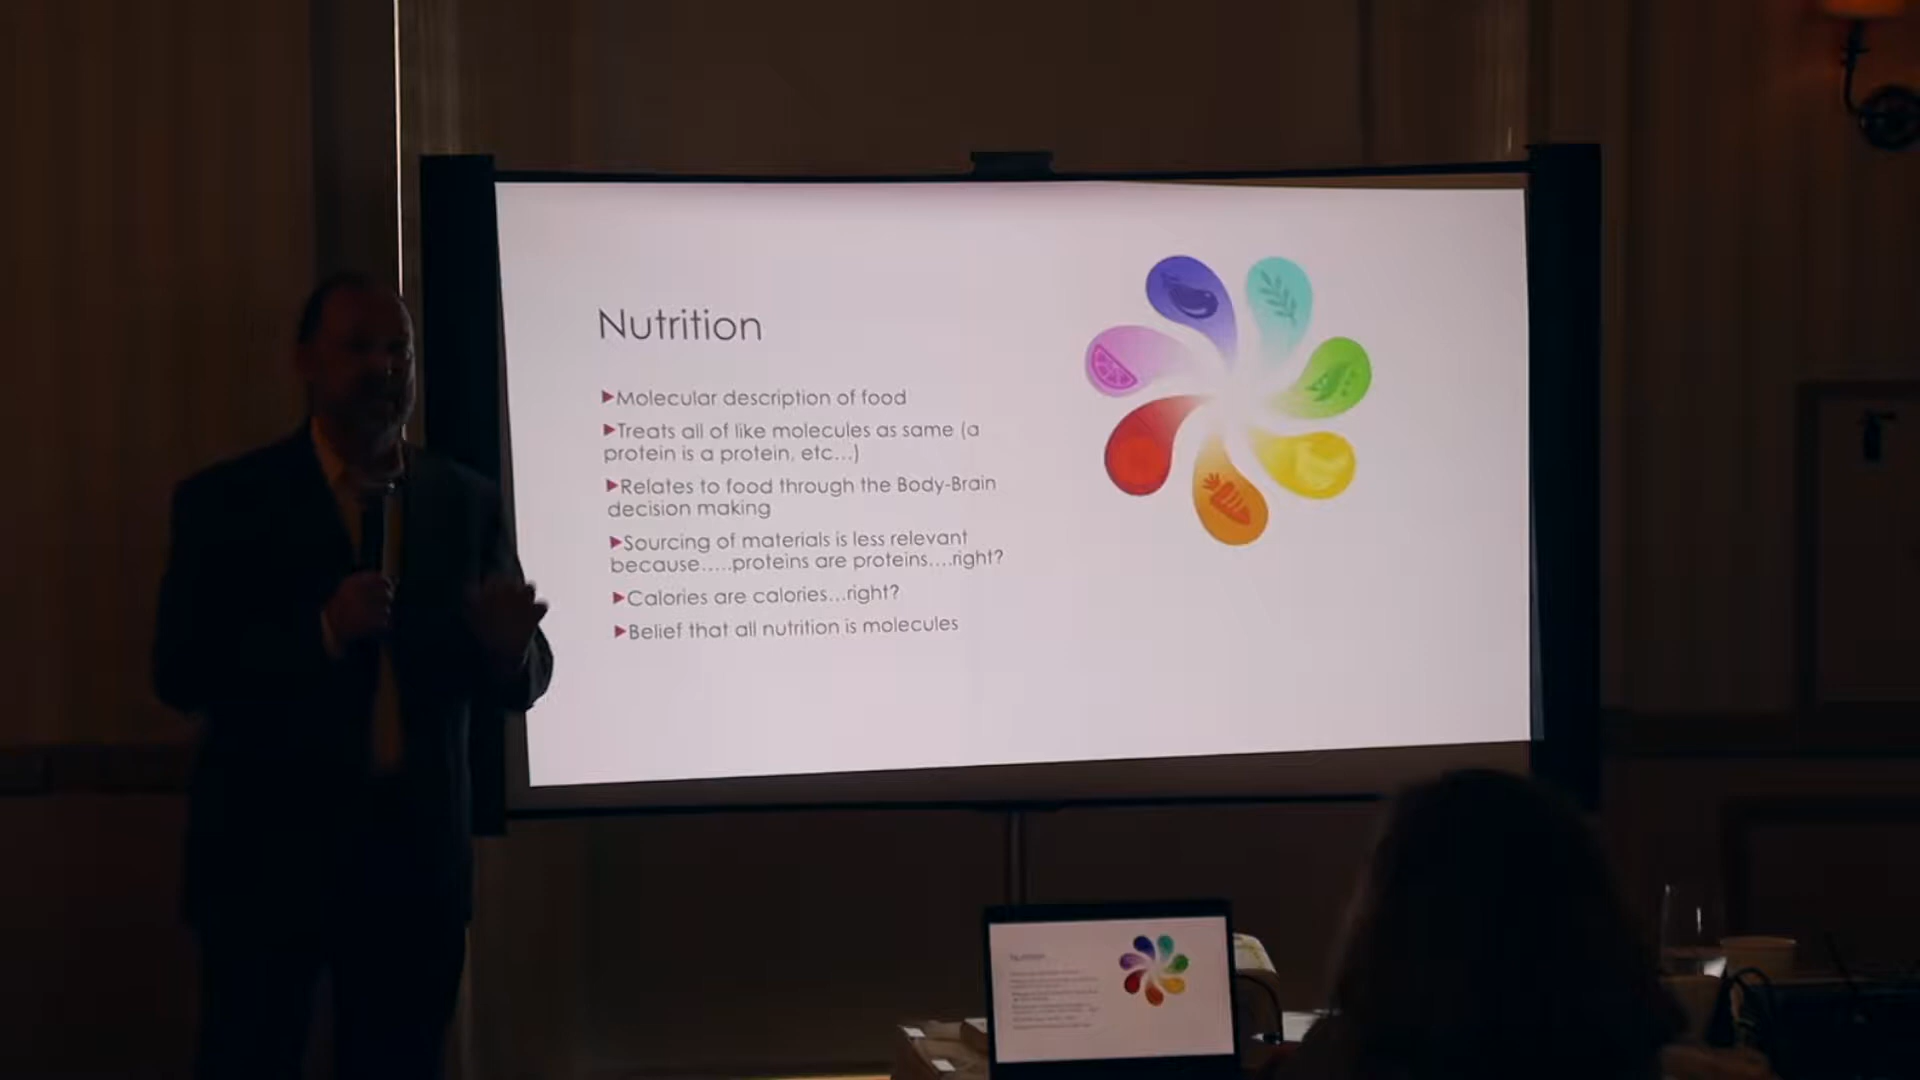 Nutrition
▶Molecular description of food
▶Treats all of like molecules as same (a
protein is a protein, etc...)
▶Relates to food through the Body-Brain
decision making
▶Sourcing of materials is less relevant
because.....proteins are proteins....right?
▶Calories are calories...right?
▶Belief that all nutrition is molecules
Nutrition